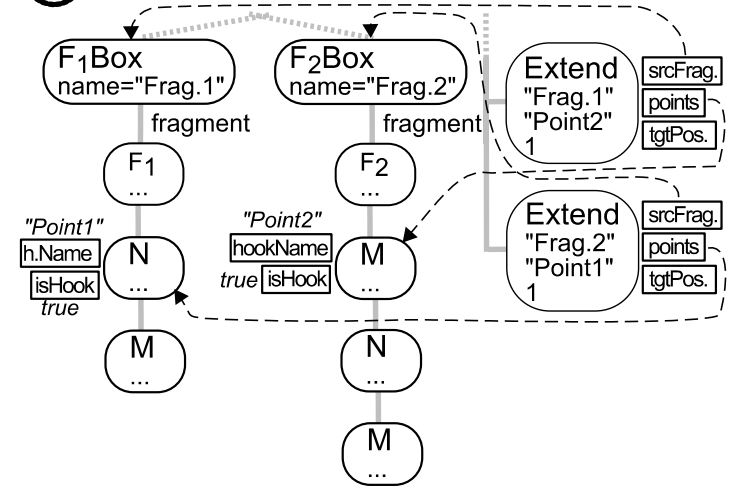 F1Box
name="Frag.1"
fragment
F1
...
"Point1"
h.Name
isHook
true
N
...
M
...
F2Box
name="Frag.2"
fragment
F2
...
"Point2"
hookName
true isHook
M
...
N
...
M
...
Extend
"Frag.1"
"Point2"
1
srcFrag.
points
tgtPos.
Extend
"Frag.2"
"Point1"
1
srcFrag.
points
tgtPos.